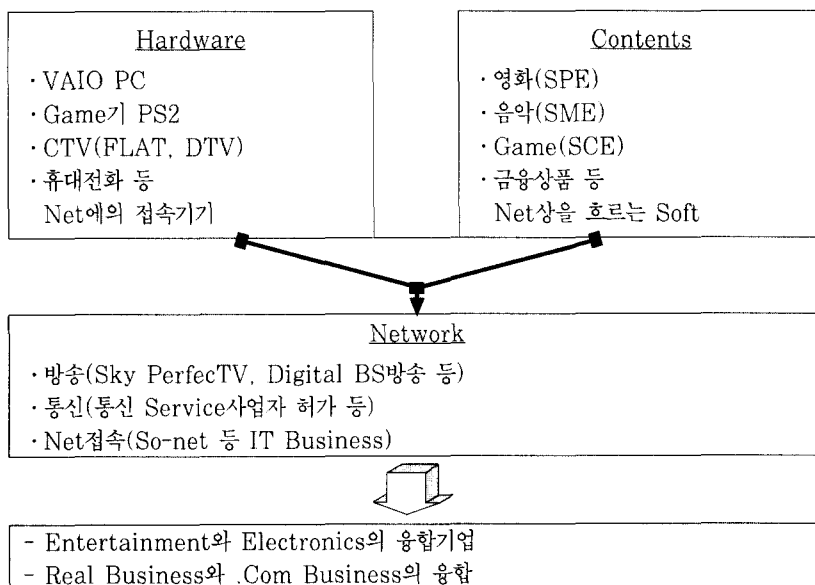 Hardware
· VAIO PC
· Game기 PS2
· CTV(FLAT, DTV)
· 휴대전화 등
Net에의 접속기기
Contents
· 영화(SPE)
· 음악(SME)
· Game(SCE)
· 금융상품 등
Net상을 흐르는 Soft
Network
· 방송(Sky PerfecTV, Digital BS방송 등)
· 통신(통신 Service사업자 허가 등)
· Net접속(So-net 등 IT Business)
- Entertainment와 Electronics의 융합기업
- Real Business와 .Com Business의 융합